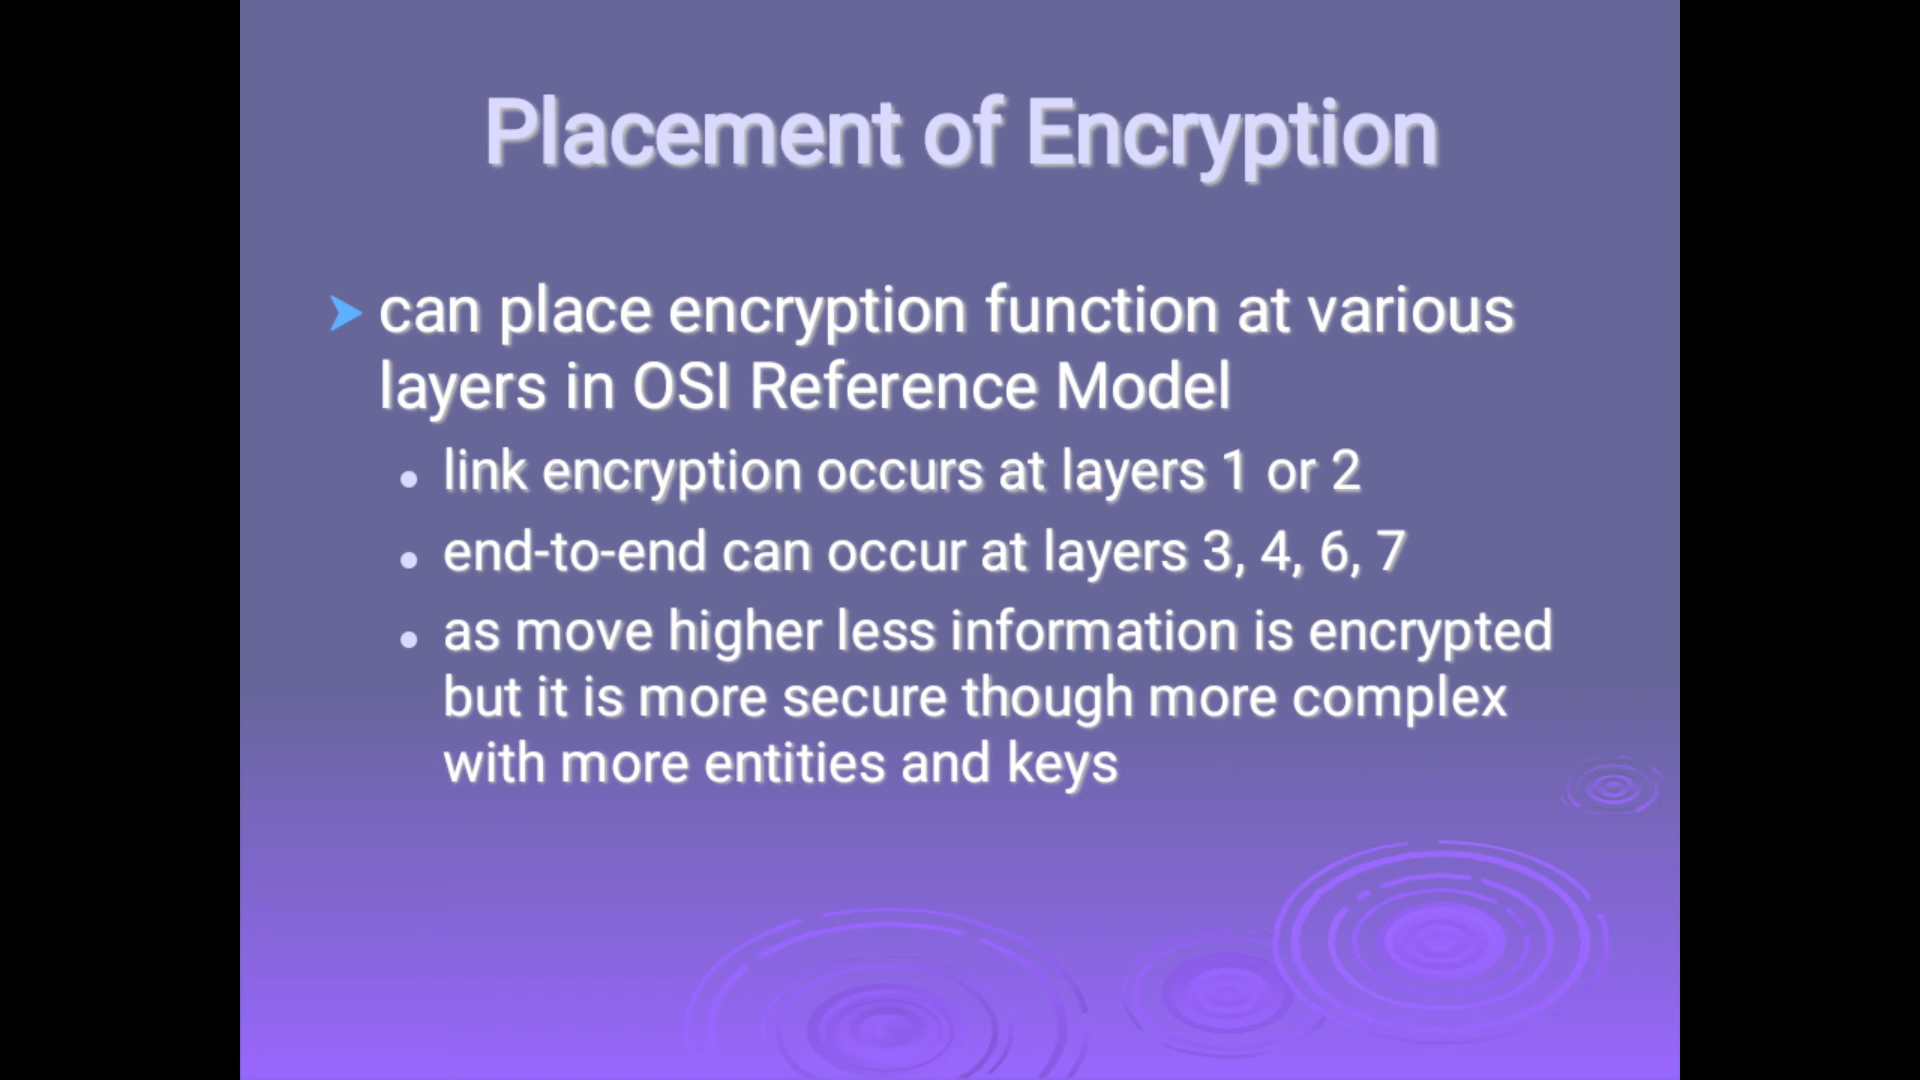 Placement of Encryption
can place encryption function at various
layers in OSI Reference Model
link encryption occurs at layers 1 or 2
end-to-end can occur at layers 3, 4, 6, 7
as move higher less information is encrypted
but it is more secure though more complex
with more entities and keys